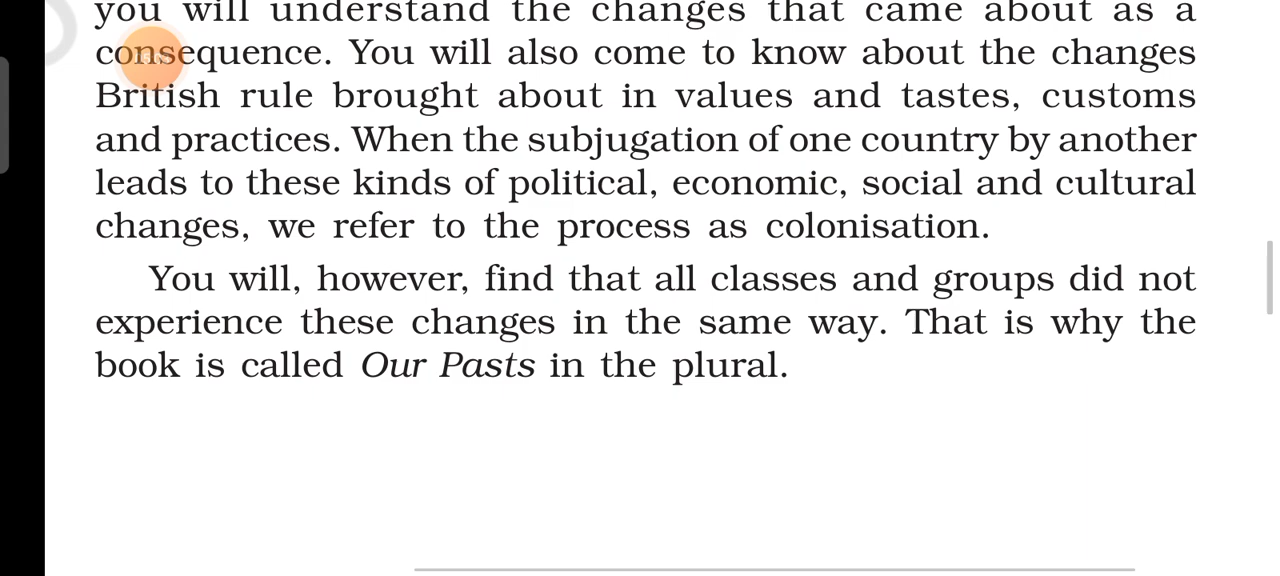 you will understand the changes that came about as a
consequence. You will also come to know about the changes
British rule brought about in values and tastes, customs
and practices. When the subjugation of one country by another
leads to these kinds of political, economic, social and cultural
changes, we refer to the process as colonisation.
You will, however, find that all classes and groups did not
experience these changes in the same way. That is why the
book is called Our Pasts in the plural.